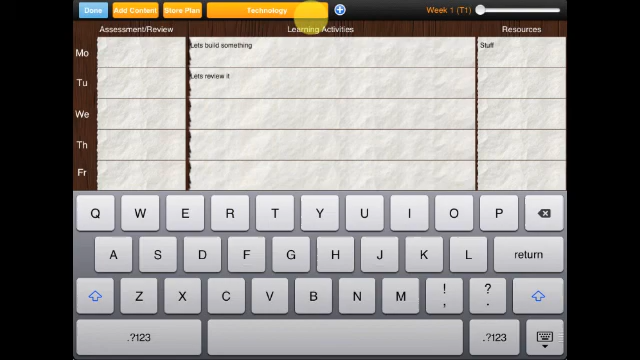 Done Add Content Store Plan Technology Week 1 (T1)
Assessment/Review Learning Activities Resources
Mo Lets build something Stuff
Tu Lets review it
We
Th
Fr
Q W E R T Y U I O P
A S D F G H J K L return
Z X C V B N M ! , ? .
.?123 .?123